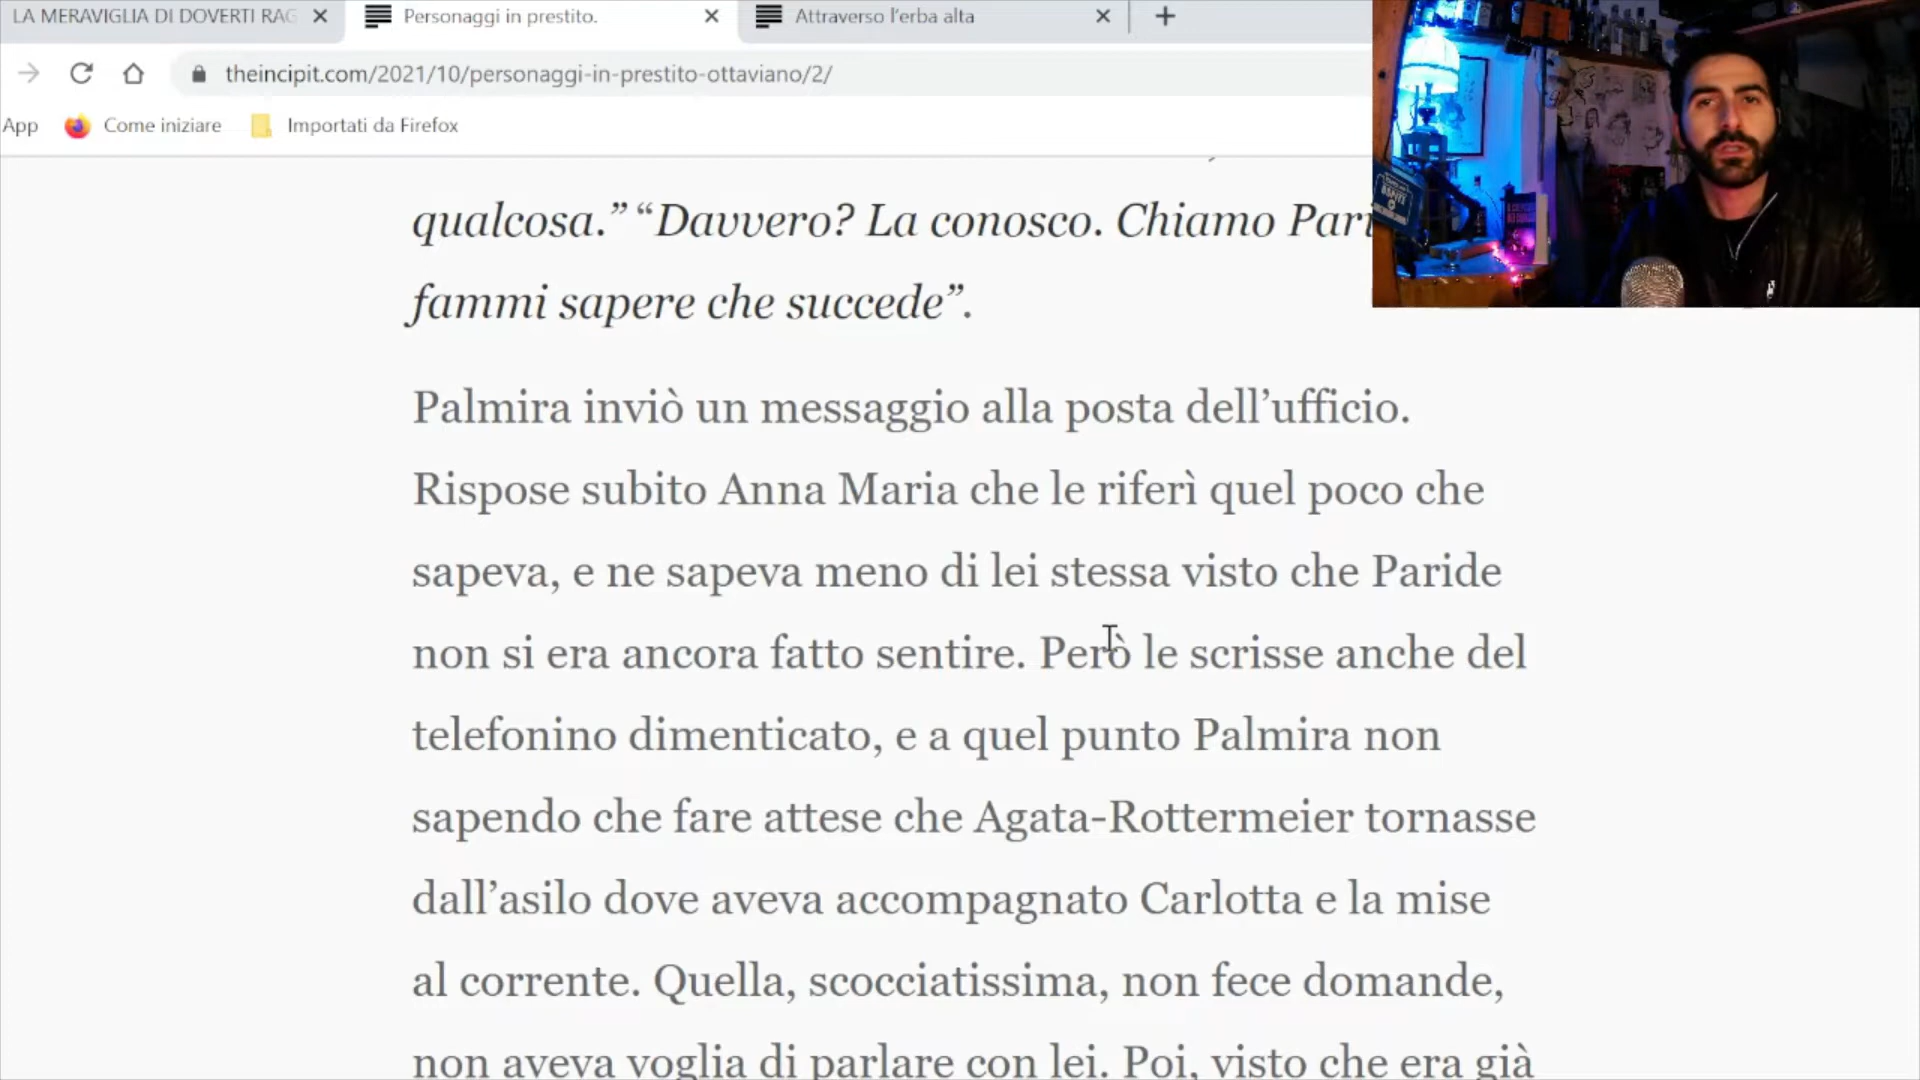 LA MERAVIGLIA DI DOVERTI RAG
Personaggi in prestito.
Attraverso l'erba alta
theincipit.com/2021/10/personaggi-in-prestito-ottaviano/2/
App
Come iniziare
Importati da Firefox
qualcosa.” “Davvero? La conosco. Chiamo Pari
fammi sapere che succede”.
Palmira inviò un messaggio alla posta dell’ufficio.
Rispose subito Anna Maria che le riferì quel poco che
sapeva, e ne sapeva meno di lei stessa visto che Paride
non si era ancora fatto sentire. Però le scrisse anche del
telefonino dimenticato, e a quel punto Palmira non
sapendo che fare attese che Agata-Rottermeier tornasse
dall’asilo dove aveva accompagnato Carlotta e la mise
al corrente. Quella, scocciatissima, non fece domande,
non aveva voglia di parlare con lei. Poi, visto che era già